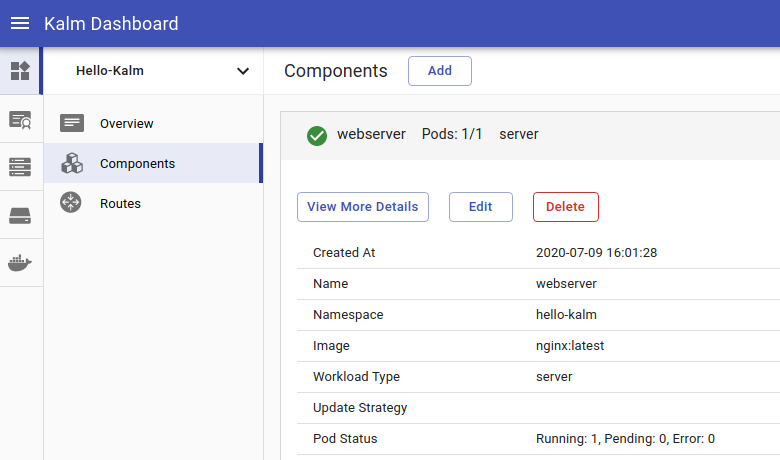 Kalm Dashboard
Hello-Kalm
Components Add
Overview
Components
Routes
webserver Pods: 1/1 server
View More Details Edit Delete
Created At 2020-07-09 16:01:28
Name webserver
Namespace hello-kalm
Image nginx:latest
Workload Type server
Update Strategy
Pod Status Running: 1, Pending: 0, Error: 0